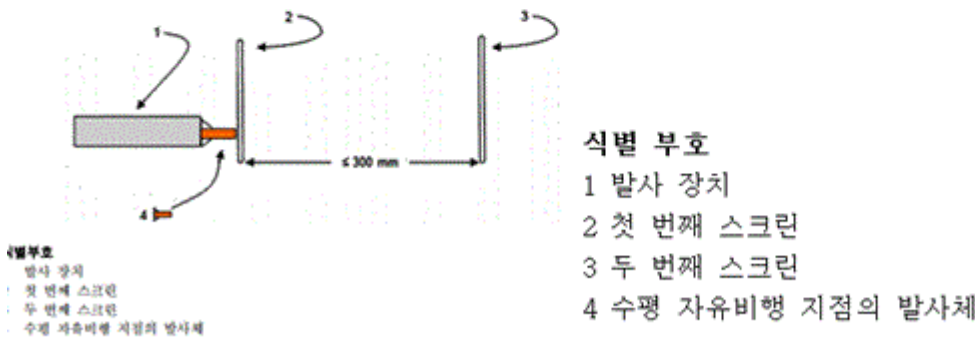 1
2
3
≤ 300 mm
4
식별부호
발사 장치
첫 번째 스크린
두 번째 스크린
수평 자유비행 지점의 발사체
식별 부호
1 발사 장치
2 첫 번째 스크린
3 두 번째 스크린
4 수평 자유비행 지점의 발사체